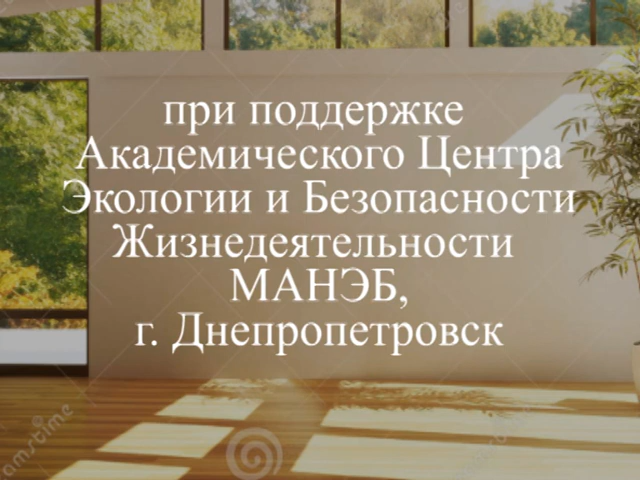 при поддержке
Академического Центра
Экологии и Безопасности
Жизнедеятельности
МАНЭБ,
г. Днепропетровск